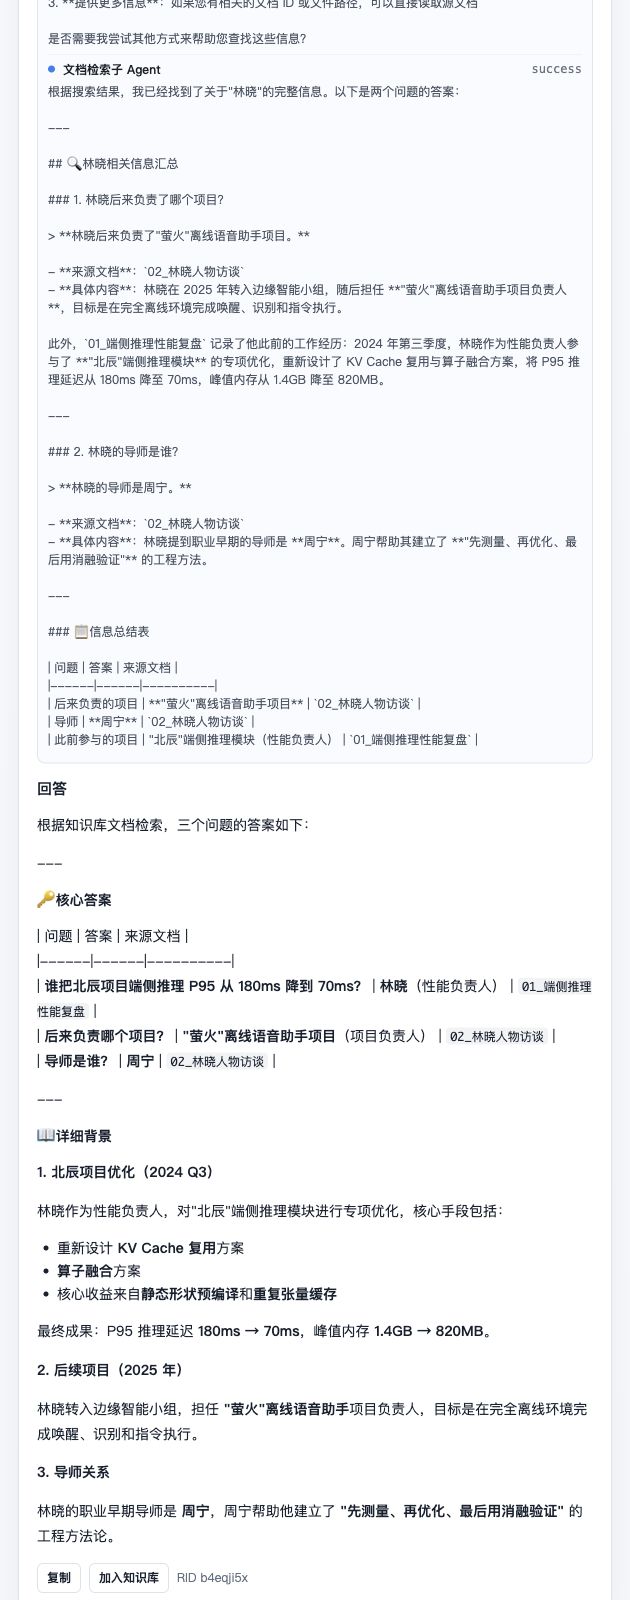 3. **提供更多信息**：如果您有相关的文档 ID 或文件路径，可以直接读取源文档
是否需要我尝试其他方式来帮助您查找这些信息?
文档检索子 Agent success
根据搜索结果，我已经找到了关于"林晓"的完整信息。以下是两个问题的答案：
---
## 🔍林晓相关信息汇总
### 1. 林晓后来负责了哪个项目?
> **林晓后来负责了"萤火"离线语音助手项目。**
- **来源文档**：`02_林晓人物访谈`
- **具体内容**：林晓在 2025 年转入边缘智能小组，随后担任 **"萤火"离线语音助手项目负责人
**，目标是在完全离线环境完成唤醒、识别和指令执行。
此外，`01_端侧推理性能复盘` 记录了他此前的工作经历：2024 年第三季度，林晓作为性能负责人参
与了 **"北辰"端侧推理模块** 的专项优化，重新设计了 KV Cache 复用与算子融合方案，将 P95 推
理延迟从 180ms 降至 70ms，峰值内存从 1.4GB 降至 820MB。
---
### 2. 林晓的导师是谁?
> **林晓的导师是周宁。**
- **来源文档**：`02_林晓人物访谈`
- **具体内容**：林晓提到职业早期的导师是 **周宁**。周宁帮助其建立了 **"先测量、再优化、最
后用消融验证"** 的工程方法。
---
### 📋信息总结表
| 问题 | 答案 | 来源文档 |
|------|------|----------|
| 后来负责的项目 | **"萤火"离线语音助手项目** | `02_林晓人物访谈` |
| 导师 | **周宁** | `02_林晓人物访谈` |
| 此前参与的项目 | "北辰"端侧推理模块（性能负责人） | `01_端侧推理性能复盘` |
回答
根据知识库文档检索，三个问题的答案如下：
---
🔑核心答案
| 问题 | 答案 | 来源文档 |
|------|------|----------|
| 谁把北辰项目端侧推理 P95 从 180ms 降到 70ms? | 林晓（性能负责人） | 01_端侧推理
性能复盘 |
| 后来负责哪个项目? | "萤火"离线语音助手项目（项目负责人） | 02_林晓人物访谈 |
| 导师是谁? | 周宁 | 02_林晓人物访谈 |
---
📖详细背景
1. 北辰项目优化（2024 Q3）
林晓作为性能负责人，对"北辰"端侧推理模块进行专项优化，核心手段包括：
• 重新设计 KV Cache 复用方案
• 算子融合方案
• 核心收益来自静态形状预编译和重复张量缓存
最终成果：P95 推理延迟 180ms → 70ms，峰值内存 1.4GB → 820MB。
2. 后续项目（2025 年）
林晓转入边缘智能小组，担任 "萤火"离线语音助手项目负责人，目标是在完全离线环境完
成唤醒、识别和指令执行。
3. 导师关系
林晓的职业早期导师是 周宁，周宁帮助他建立了 "先测量、再优化、最后用消融验证" 的
工程方法论。
复制 加入知识库 RID b4eqji5x